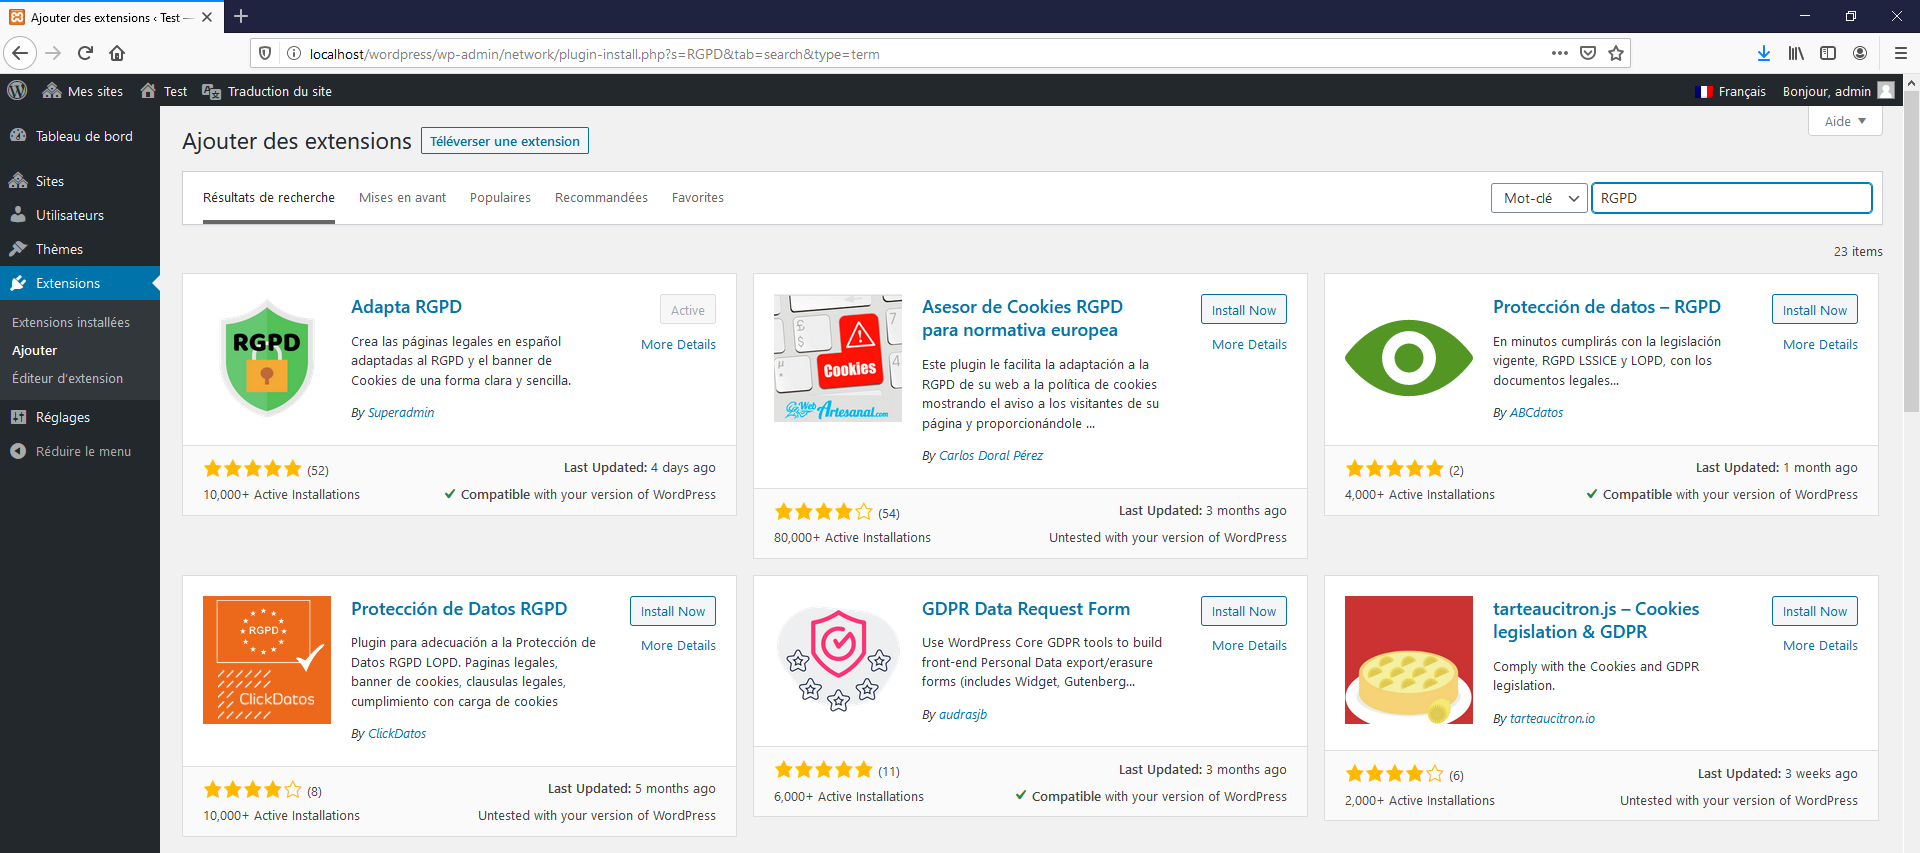 Ajouter des extensions ‹ Test —
localhost/wordpress/wp-admin/network/plugin-install.php?s=RGPD&tab=search&type=term
Mes sites
Test
Traduction du site
Français
Bonjour, admin
Tableau de bord
Sites
Utilisateurs
Thèmes
Extensions
Extensions installées
Ajouter
Éditeur d'extension
Réglages
Réduire le menu
Aide
Ajouter des extensions
Téléverser une extension
Résultats de recherche
Mises en avant
Populaires
Recommandées
Favorites
Mot-clé
RGPD
23 items
RGPD
Adapta RGPD
Active
More Details
Crea las páginas legales en español
adaptadas al RGPD y el banner de
Cookies de una forma clara y sencilla.
By Superadmin
(52)
10,000+ Active Installations
Last Updated: 4 days ago
Compatible with your version of WordPress
Cookies
Web Artesanal.com
Asesor de Cookies RGPD
para normativa europea
Install Now
More Details
Este plugin le facilita la adaptación a la
RGPD de su web a la política de cookies
mostrando el aviso a los visitantes de su
página y proporcionándole ...
By Carlos Doral Pérez
(54)
80,000+ Active Installations
Last Updated: 3 months ago
Untested with your version of WordPress
Protección de datos – RGPD
Install Now
More Details
En minutos cumplirás con la legislación
vigente, RGPD LSSICE y LOPD, con los
documentos legales...
By ABCdatos
(2)
4,000+ Active Installations
Last Updated: 1 month ago
Compatible with your version of WordPress
RGPD
ClickDatos
Protección de Datos RGPD
Install Now
More Details
Plugin para adecuación a la Protección de
Datos RGPD LOPD. Paginas legales,
banner de cookies, clausulas legales,
cumplimiento con carga de cookies
By ClickDatos
(8)
10,000+ Active Installations
Last Updated: 5 months ago
Untested with your version of WordPress
GDPR Data Request Form
Install Now
More Details
Use WordPress Core GDPR tools to build
front-end Personal Data export/erasure
forms (includes Widget, Gutenberg...
By audrasjb
(11)
6,000+ Active Installations
Last Updated: 3 months ago
Compatible with your version of WordPress
tarteaucitron.js – Cookies
legislation & GDPR
Install Now
More Details
Comply with the Cookies and GDPR
legislation.
By tarteaucitron.io
(6)
2,000+ Active Installations
Last Updated: 3 weeks ago
Untested with your version of WordPress